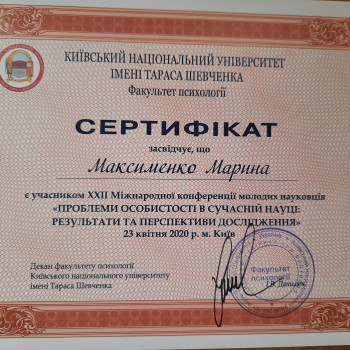 КИЇВСЬКИЙ НАЦІОНАЛЬНИЙ УНІВЕРСИТЕТ
ІМЕНІ ТАРАСА ШЕВЧЕНКА
Факультет психології
СЕРТИФІКАТ
засвідчує, що
Максименко Марина
є учасником XXII Міжнародної конференції молодих науковців
«ПРОБЛЕМИ ОСОБИСТОСТІ В СУЧАСНІЙ НАУЦІ:
РЕЗУЛЬТАТИ ТА ПЕРСПЕКТИВИ ДОСЛІДЖЕННЯ»
23 квітня 2020 р. м. Київ
Декан факультету психології
Київського національного університету
імені Тараса Шевченка
Факультет
психології